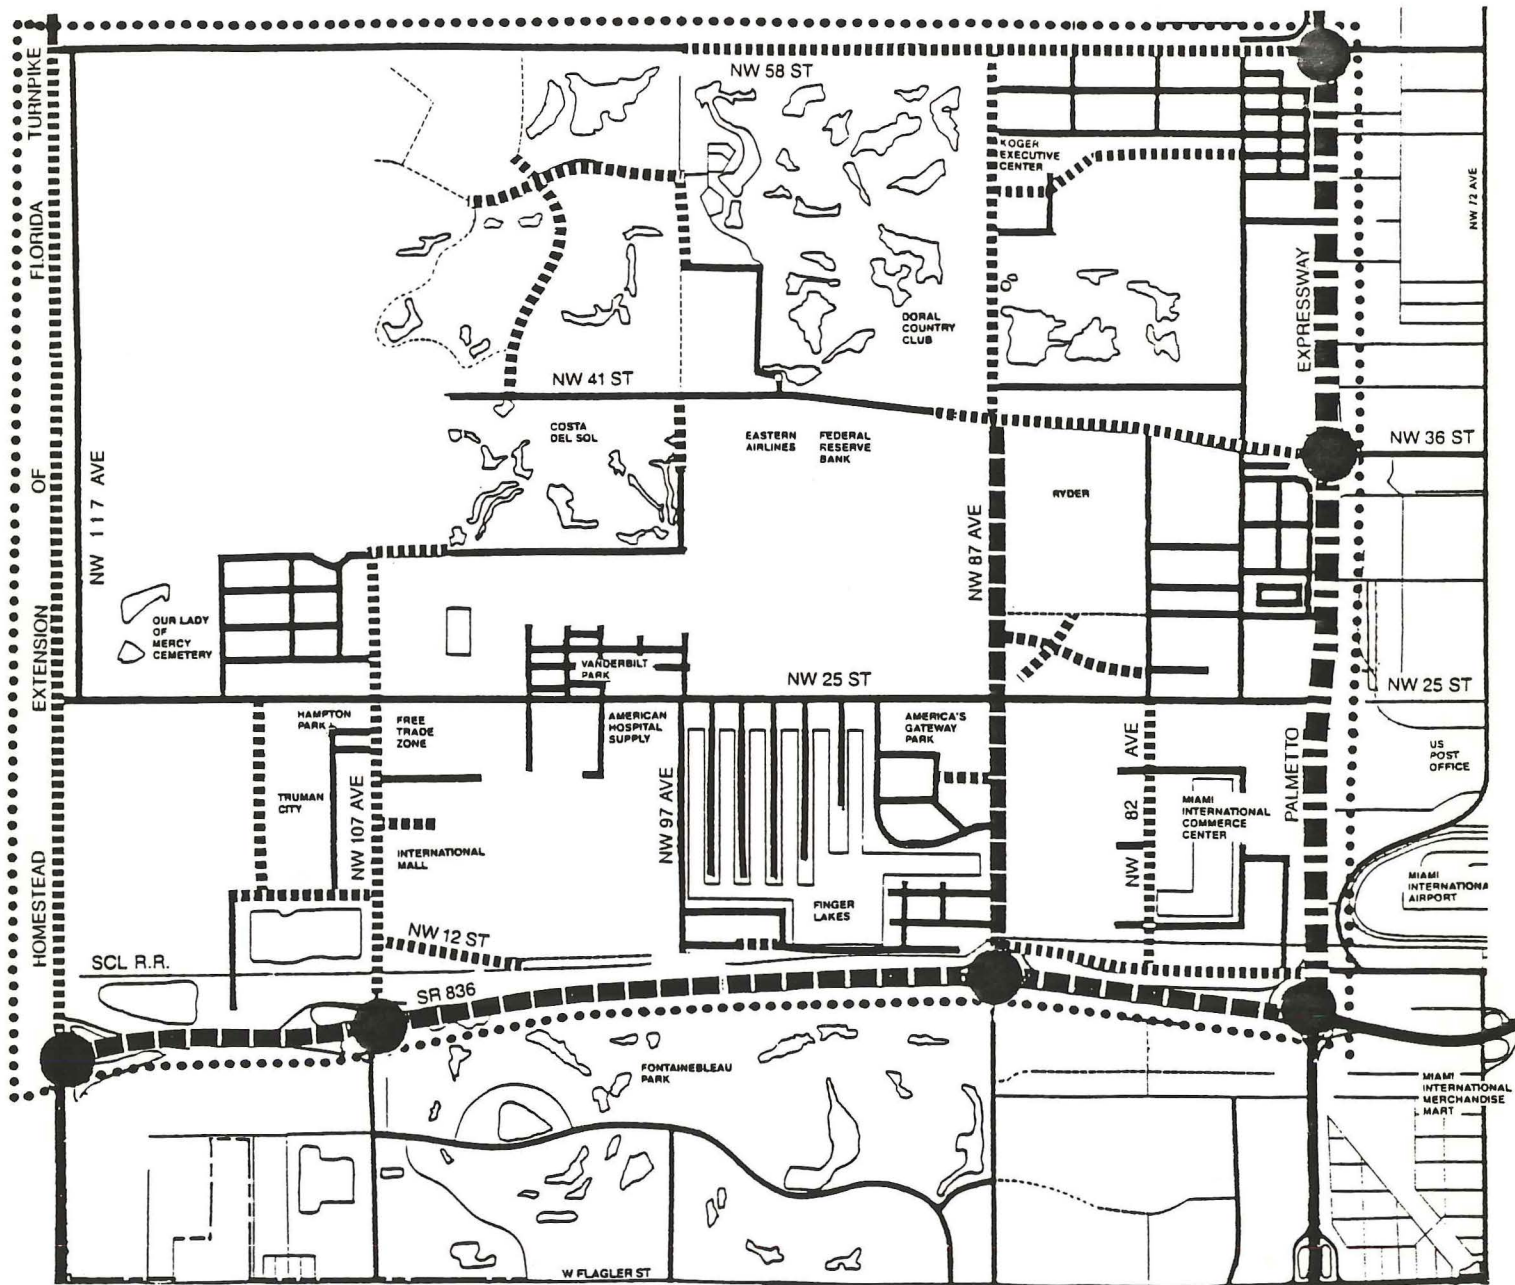 NW 58 ST
KOGER
EXECUTIVE
CENTER
NW 72 AVE
HOMESTEAD EXTENSION OF FLORIDA TURNPIKE
EXPRESSWAY
DORAL
COUNTRY
CLUB
NW 41 ST
COSTA
DEL SOL
EASTERN
AIRLINES
FEDERAL
RESERVE
BANK
NW 36 ST
RYDER
NW 117 AVE
NW 87 AVE
OUR LADY
OF
MERCY
CEMETERY
VANDERBILT
PARK
NW 25 ST
NW 25 ST
HAMPTON
PARK
FREE
TRADE
ZONE
AMERICAN
HOSPITAL
SUPPLY
AMERICA'S
GATEWAY
PARK
US
POST
OFFICE
TRUMAN
CITY
NW 107 AVE
NW 97 AVE
NW 82 AVE
MIAMI
INTERNATIONAL
COMMERCE
CENTER
PALMETTO
INTERNATIONAL
MALL
FINGER
LAKES
MIAMI
INTERNATIONA
AIRPORT
NW 12 ST
SCL R.R.
SR 836
FONTAINEBLEAU
PARK
MIAMI
INTERNATIONAL
MERCHANDISE
MART
W FLAGLER ST